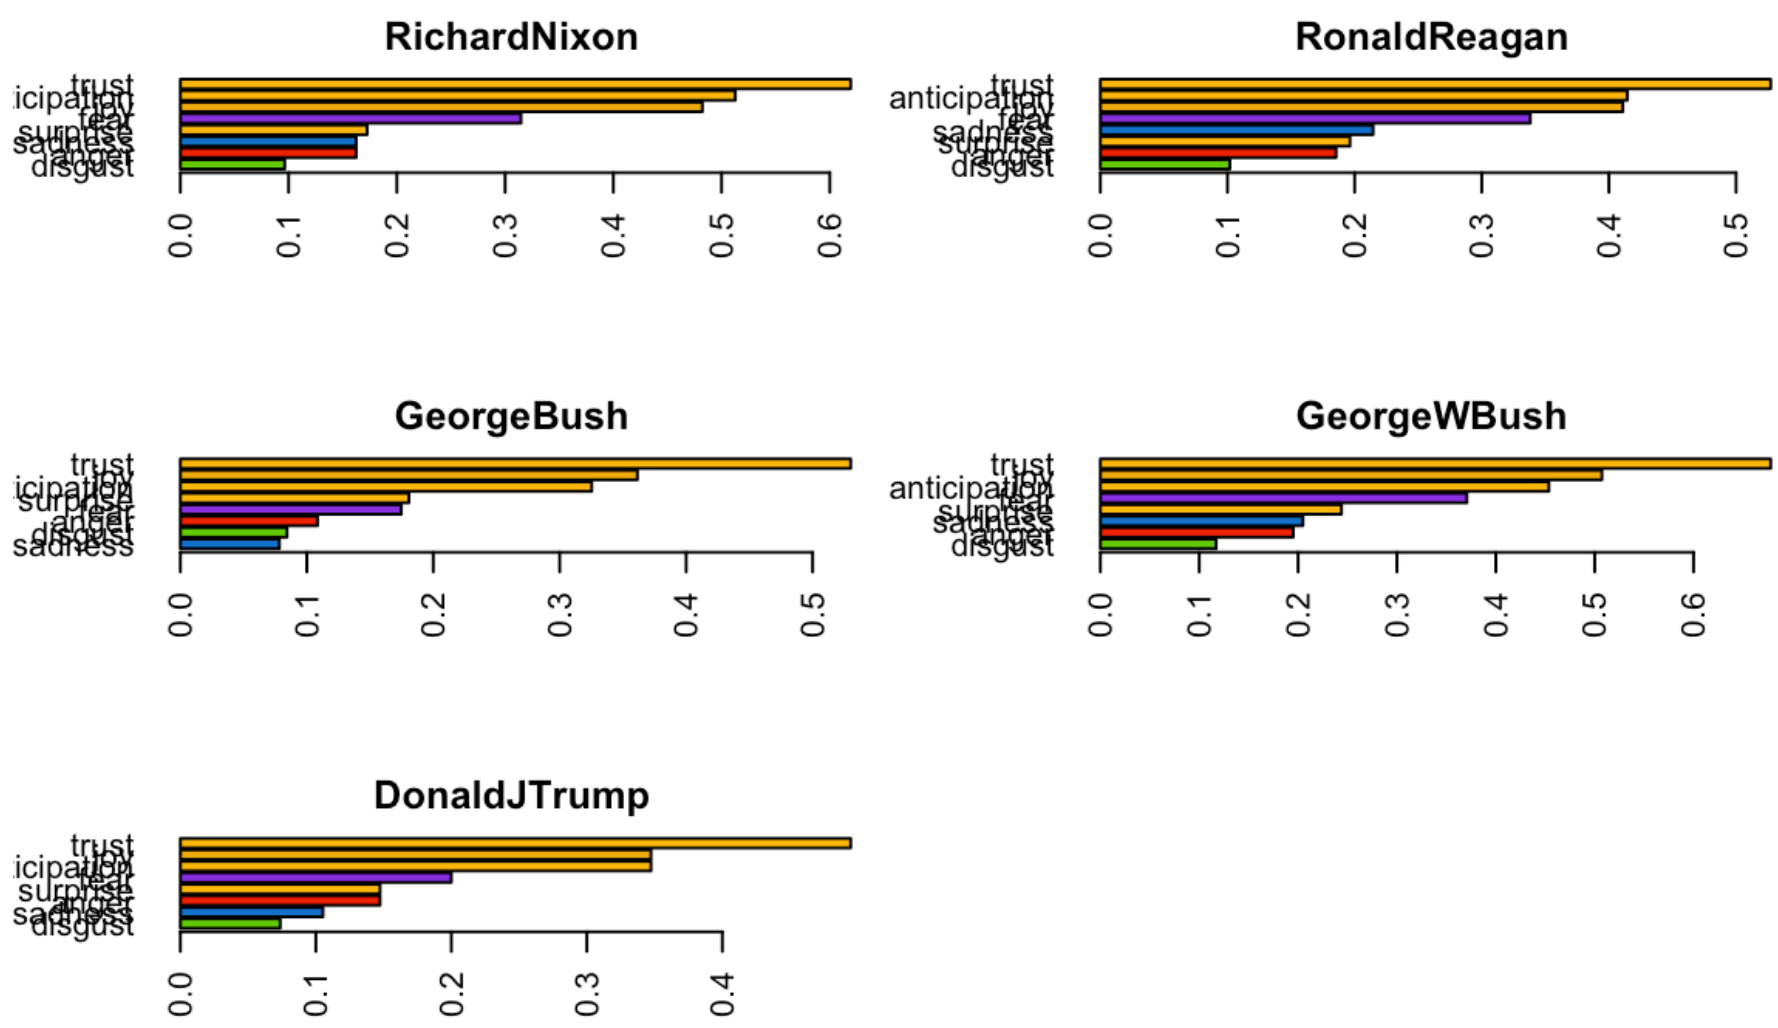 RichardNixon
trust
icipation
joy
fear
surprise
sadness
anger
disgust
0.0 0.1 0.2 0.3 0.4 0.5 0.6
RonaldReagan
trust
anticipation
joy
fear
sadness
surprise
anger
disgust
0.0 0.1 0.2 0.3 0.4 0.5
GeorgeBush
trust
joy
icipation
surprise
fear
anger
disgust
sadness
0.0 0.1 0.2 0.3 0.4 0.5
GeorgeWBush
trust
joy
anticipation
fear
surprise
sadness
anger
disgust
0.0 0.1 0.2 0.3 0.4 0.5 0.6
DonaldJTrump
trust
joy
icipation
fear
surprise
anger
sadness
disgust
0.0 0.1 0.2 0.3 0.4